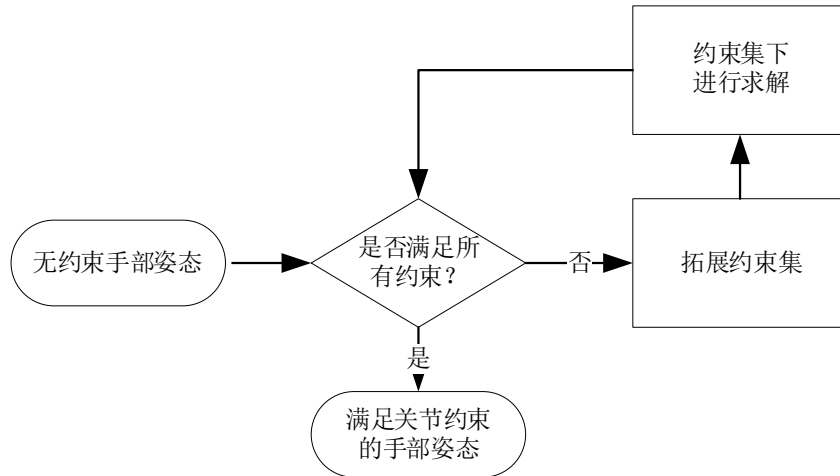 约束集下
进行求解
无约束手部姿态
是否满足所
有约束？
否
拓展约束集
是
满足关节约束
的手部姿态